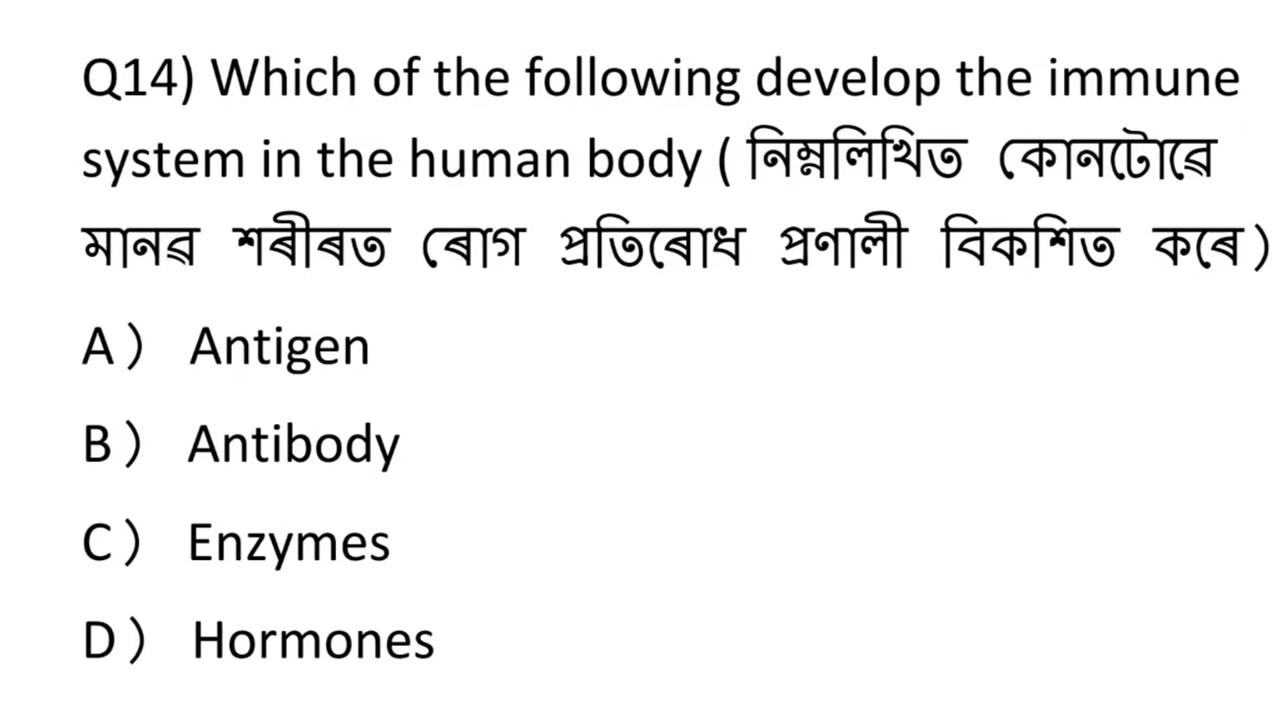 Q14) Which of the following develop the immune
system in the human body ( নিম্নলিখিত কোনটোৱে
মানৱ শৰীৰত ৰোগ প্ৰতিৰোধ প্ৰণালী বিকশিত কৰে)
A) Antigen
B) Antibody
C) Enzymes
D) Hormones